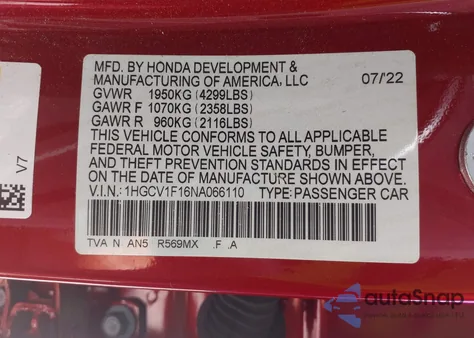 MFD. BY HONDA DEVELOPMENT &
MANUFACTURING OF AMERICA, LLC 07/22
GVWR 1950KG (4299LBS)
GAWR F 1070KG (2358LBS)
GAWR R 960KG (2116LBS)
THIS VEHICLE CONFORMS TO ALL APPLICABLE
FEDERAL MOTOR VEHICLE SAFETY, BUMPER,
AND THEFT PREVENTION STANDARDS IN EFFECT
ON THE DATE OF MANUFACTURE SHOWN ABOVE.
V.I.N.: 1HGCV1F16NA066110 TYPE: PASSENGER CAR
TVA N AN5 R569MX .F .A
V7
autoSnap